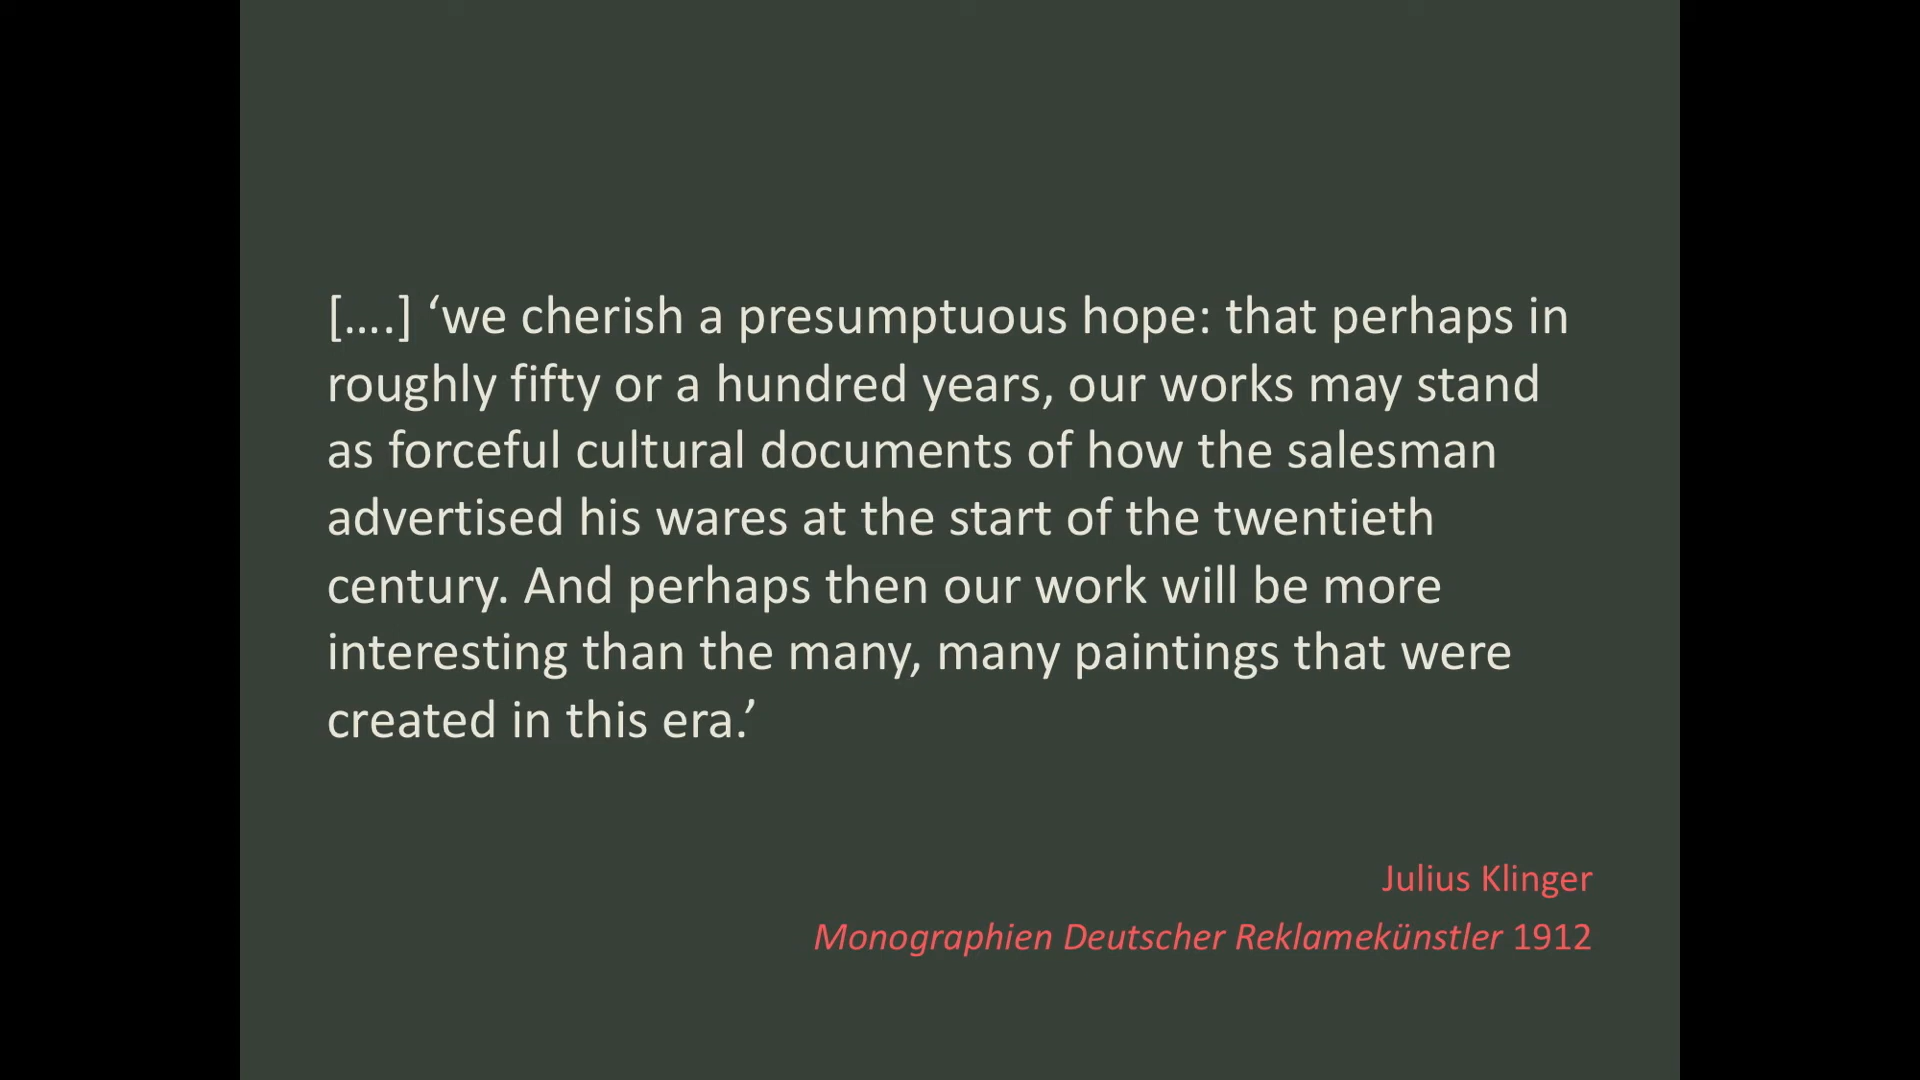 [....] ‘we cherish a presumptuous hope: that perhaps in
roughly fifty or a hundred years, our works may stand
as forceful cultural documents of how the salesman
advertised his wares at the start of the twentieth
century. And perhaps then our work will be more
interesting than the many, many paintings that were
created in this era.’
Julius Klinger
Monographien Deutscher Reklamekünstler 1912